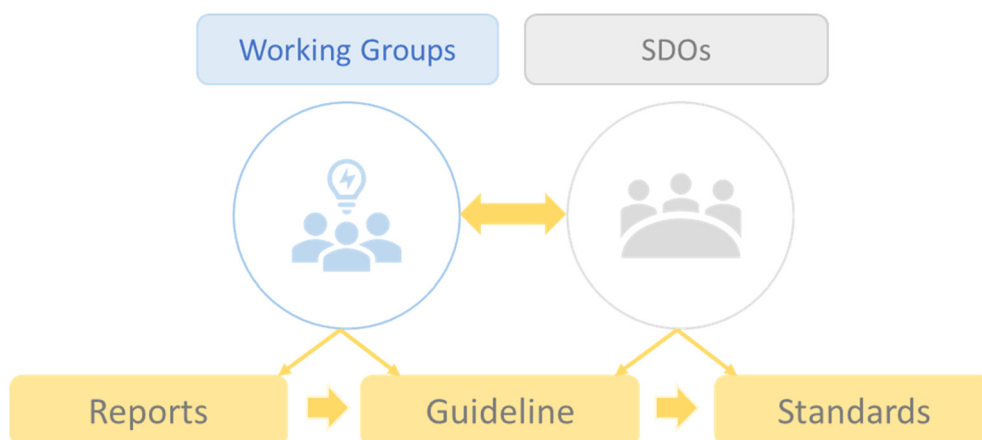 Working Groups
SDOs
Reports
Guideline
Standards